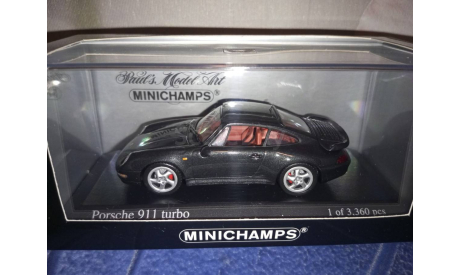 Paul's Model Art
MINICHAMPS
Porsche 911 turbo
1 of 3.360 pcs
MINICHAMPS